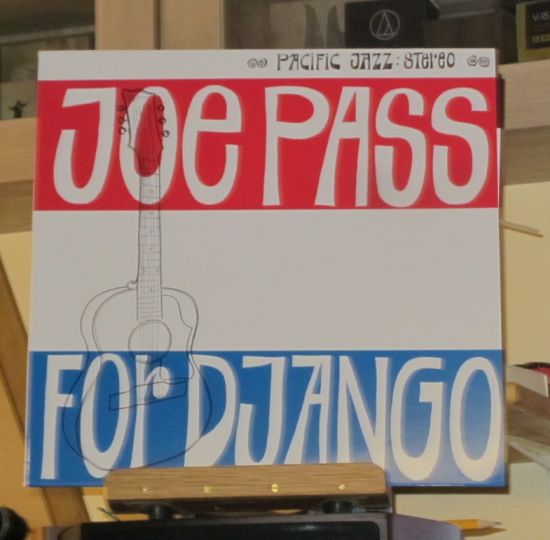 PACIFIC JAZZ: STereO
JOe PASS
FOr DJANGO